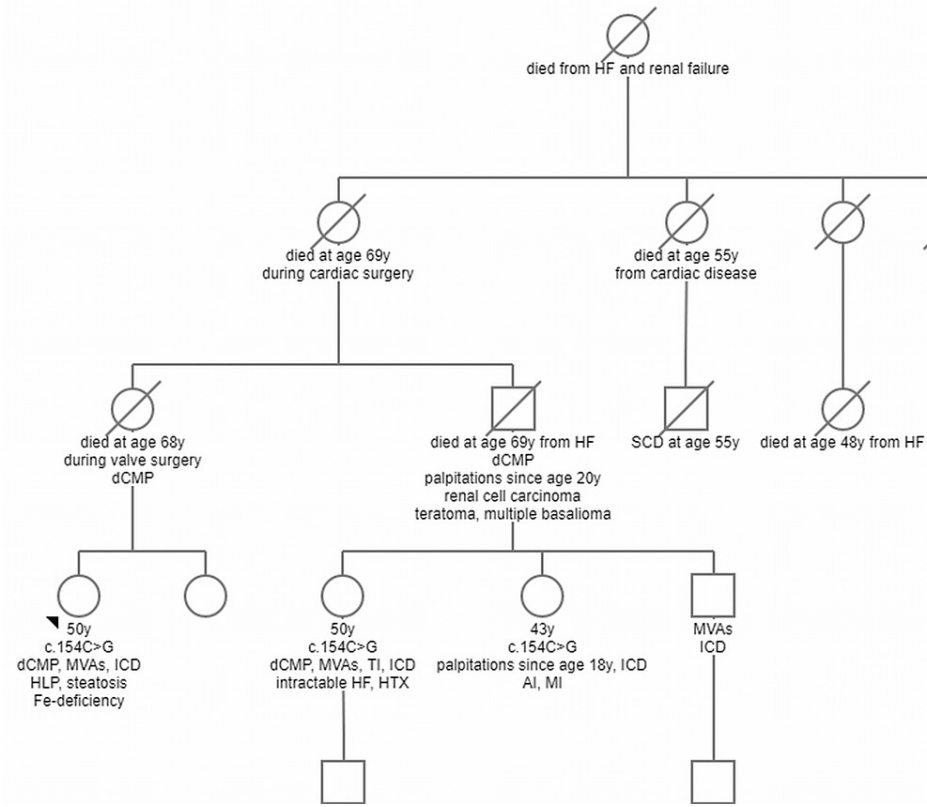 died from HF and renal failure
died at age 69y
during cardiac surgery
died at age 55y
from cardiac disease
died at age 68y
during valve surgery
dCMP
died at age 69y from HF
dCMP
palpitations since age 20y
renal cell carcinoma
teratoma, multiple basalioma
SCD at age 55y
died at age 48y from HF
50y
c.154C>G
dCMP, MVAs, ICD
HLP, steatosis
Fe-deficiency
50y
c.154C>G
dCMP, MVAs, TI, ICD
intractable HF, HTX
43y
c.154C>G
palpitations since age 18y, ICD
AI, MI
MVAs
ICD